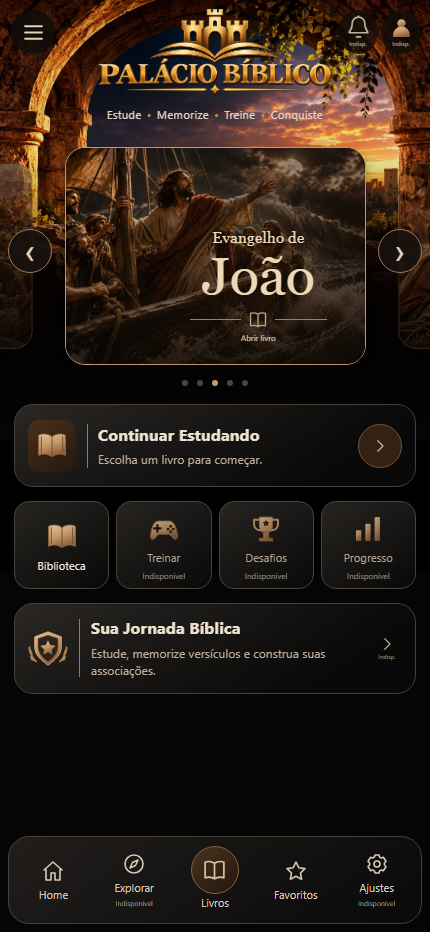 Indisp.
Indisp.
PALÁCIO BÍBLICO
Estude • Memorize • Treine • Conquiste
Evangelho de
João
Abrir livro
Continuar Estudando
Escolha um livro para começar.
Biblioteca
Treinar
Indisponível
Desafios
Indisponível
Progresso
Indisponível
Sua Jornada Bíblica
Estude, memorize versículos e construa suas
associações.
Indisp.
Home
Explorar
Indisponível
Livros
Favoritos
Ajustes
Indisponível